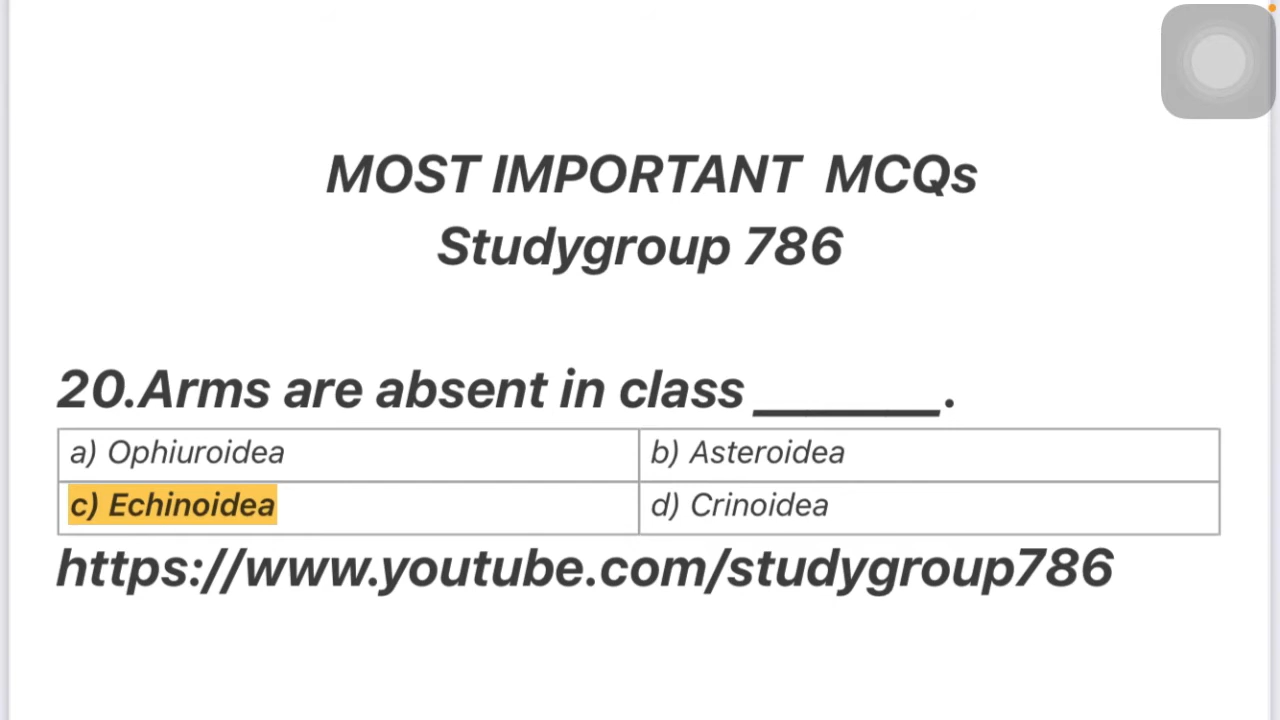 MOST IMPORTANT MCQs
Studygroup 786
20.Arms are absent in class ________.
a) Ophiuroidea
b) Asteroidea
c) Echinoidea
d) Crinoidea
https://www.youtube.com/studygroup786